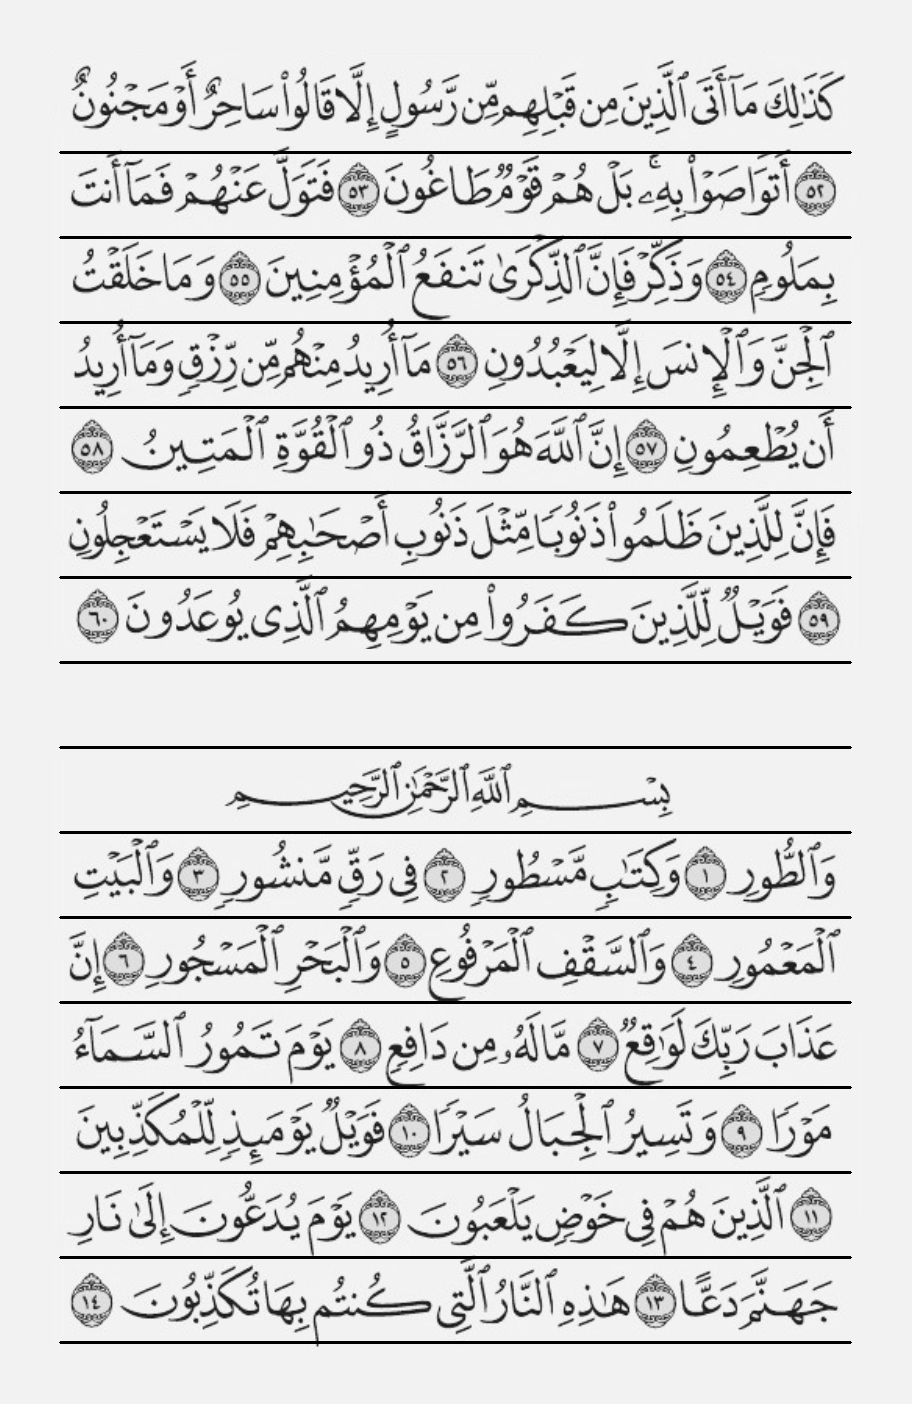 كَذَٰلِكَ مَآ أَتَى ٱلَّذِينَ مِن قَبْلِهِم مِّن رَّسُولٍ إِلَّا قَالُوا۟ سَاحِرٌ أَوْ مَجْنُونٌ
٥٢ أَتَوَاصَوْا۟ بِهِۦ ۚ بَلْ هُمْ قَوْمٌ طَاغُونَ ٥٣ فَتَوَلَّ عَنْهُمْ فَمَآ أَنتَ
بِمَلُومٍ ٥٤ وَذَكِّرْ فَإِنَّ ٱلذِّكْرَىٰ تَنفَعُ ٱلْمُؤْمِنِينَ ٥٥ وَمَا خَلَقْتُ
ٱلْجِنَّ وَٱلْإِنسَ إِلَّا لِيَعْبُدُونِ ٥٦ مَآ أُرِيدُ مِنْهُم مِّن رِّزْقٍ وَمَآ أُرِيدُ
أَن يُطْعِمُونِ ٥٧ إِنَّ ٱللَّهَ هُوَ ٱلرَّزَّاقُ ذُو ٱلْقُوَّةِ ٱلْمَتِينُ ٥٨
فَإِنَّ لِلَّذِينَ ظَلَمُوا۟ ذَنُوبًا مِّثْلَ ذَنُوبِ أَصْحَٰبِهِمْ فَلَا يَسْتَعْجِلُونِ
٥٩ فَوَيْلٌ لِّلَّذِينَ كَفَرُوا۟ مِن يَوْمِهِمُ ٱلَّذِى يُوعَدُونَ ٦٠
بِسْمِ ٱللَّهِ ٱلرَّحْمَٰنِ ٱلرَّحِيمِ
وَٱلطُّورِ ١ وَكِتَٰبٍ مَّسْطُورٍ ٢ فِى رَقٍّ مَّنشُورٍ ٣ وَٱلْبَيْتِ
ٱلْمَعْمُورِ ٤ وَٱلسَّقْفِ ٱلْمَرْفُوعِ ٥ وَٱلْبَحْرِ ٱلْمَسْجُورِ ٦ إِنَّ
عَذَابَ رَبِّكَ لَوَٰقِعٌ ٧ مَّا لَهُۥ مِن دَافِعٍ ٨ يَوْمَ تَمُورُ ٱلسَّمَآءُ
مَوْرًا ٩ وَتَسِيرُ ٱلْجِبَالُ سَيْرًا ١٠ فَوَيْلٌ يَوْمَئِذٍ لِّلْمُكَذِّبِينَ
١١ ٱلَّذِينَ هُمْ فِى خَوْضٍ يَلْعَبُونَ ١٢ يَوْمَ يُدَعُّونَ إِلَىٰ نَارِ
جَهَنَّمَ دَعًّا ١٣ هَٰذِهِ ٱلنَّارُ ٱلَّتِى كُنتُم بِهَا تُكَذِّبُونَ ١٤